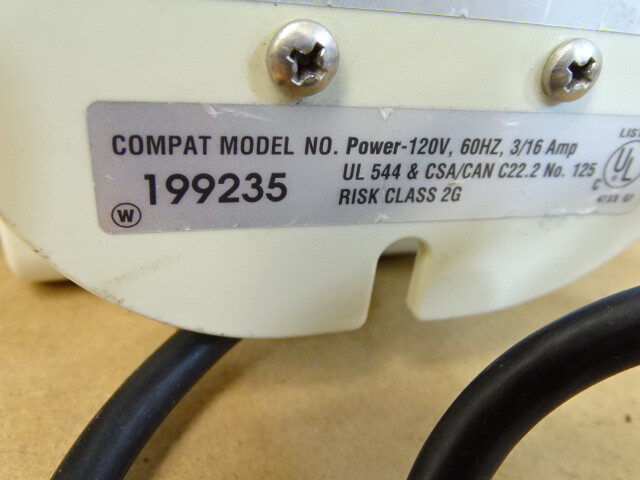 COMPAT MODEL NO. Power-120V, 60HZ, 3/16 Amp
199235 UL 544 & CSA/CAN C22.2 No. 125
RISK CLASS 2G
W
LIST
C UL